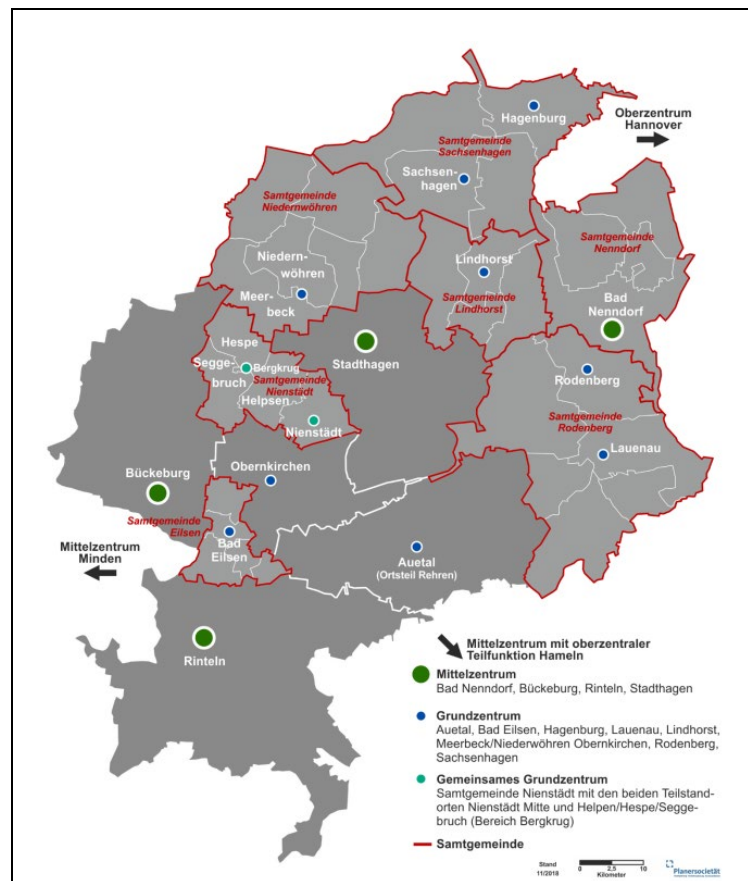 Hagenburg
Oberzentrum
Hannover
Samtgemeinde
Sachsenhagen
Sachsen-
hagen
Samtgemeinde
Niedernwöhren
Samtgemeinde
Nenndorf
Niedern-
wöhren
Lindhorst
Meer-
beck
Samtgemeinde
Lindhorst
Bad
Nenndorf
Hespe
Stadthagen
Segge-
bruch
Bergkrug
Samtgemeinde
Nienstädt
Helpsen
Rodenberg
Samtgemeinde
Rodenberg
Nienstädt
Lauenau
Obernkirchen
Bückeburg
Samtgemeinde
Eilsen
Bad
Eilsen
Mittelzentrum
Minden
Auetal
(Ortsteil Rehren)
Rinteln
Mittelzentrum mit oberzentraler
Teilfunktion Hameln
Mittelzentrum
Bad Nenndorf, Bückeburg, Rinteln, Stadthagen
Grundzentrum
Auetal, Bad Eilsen, Hagenburg, Lauenau, Lindhorst,
Meerbeck/Niederwöhren Obernkirchen, Rodenberg,
Sachsenhagen
Gemeinsames Grundzentrum
Samtgemeinde Nienstädt mit den beiden Teilstand-
orten Nienstädt Mitte und Helpen/Hespe/Segge-
bruch (Bereich Bergkrug)
Samtgemeinde
Stand
11/2018
0 2,5 10
Kilometer
Planersocietät